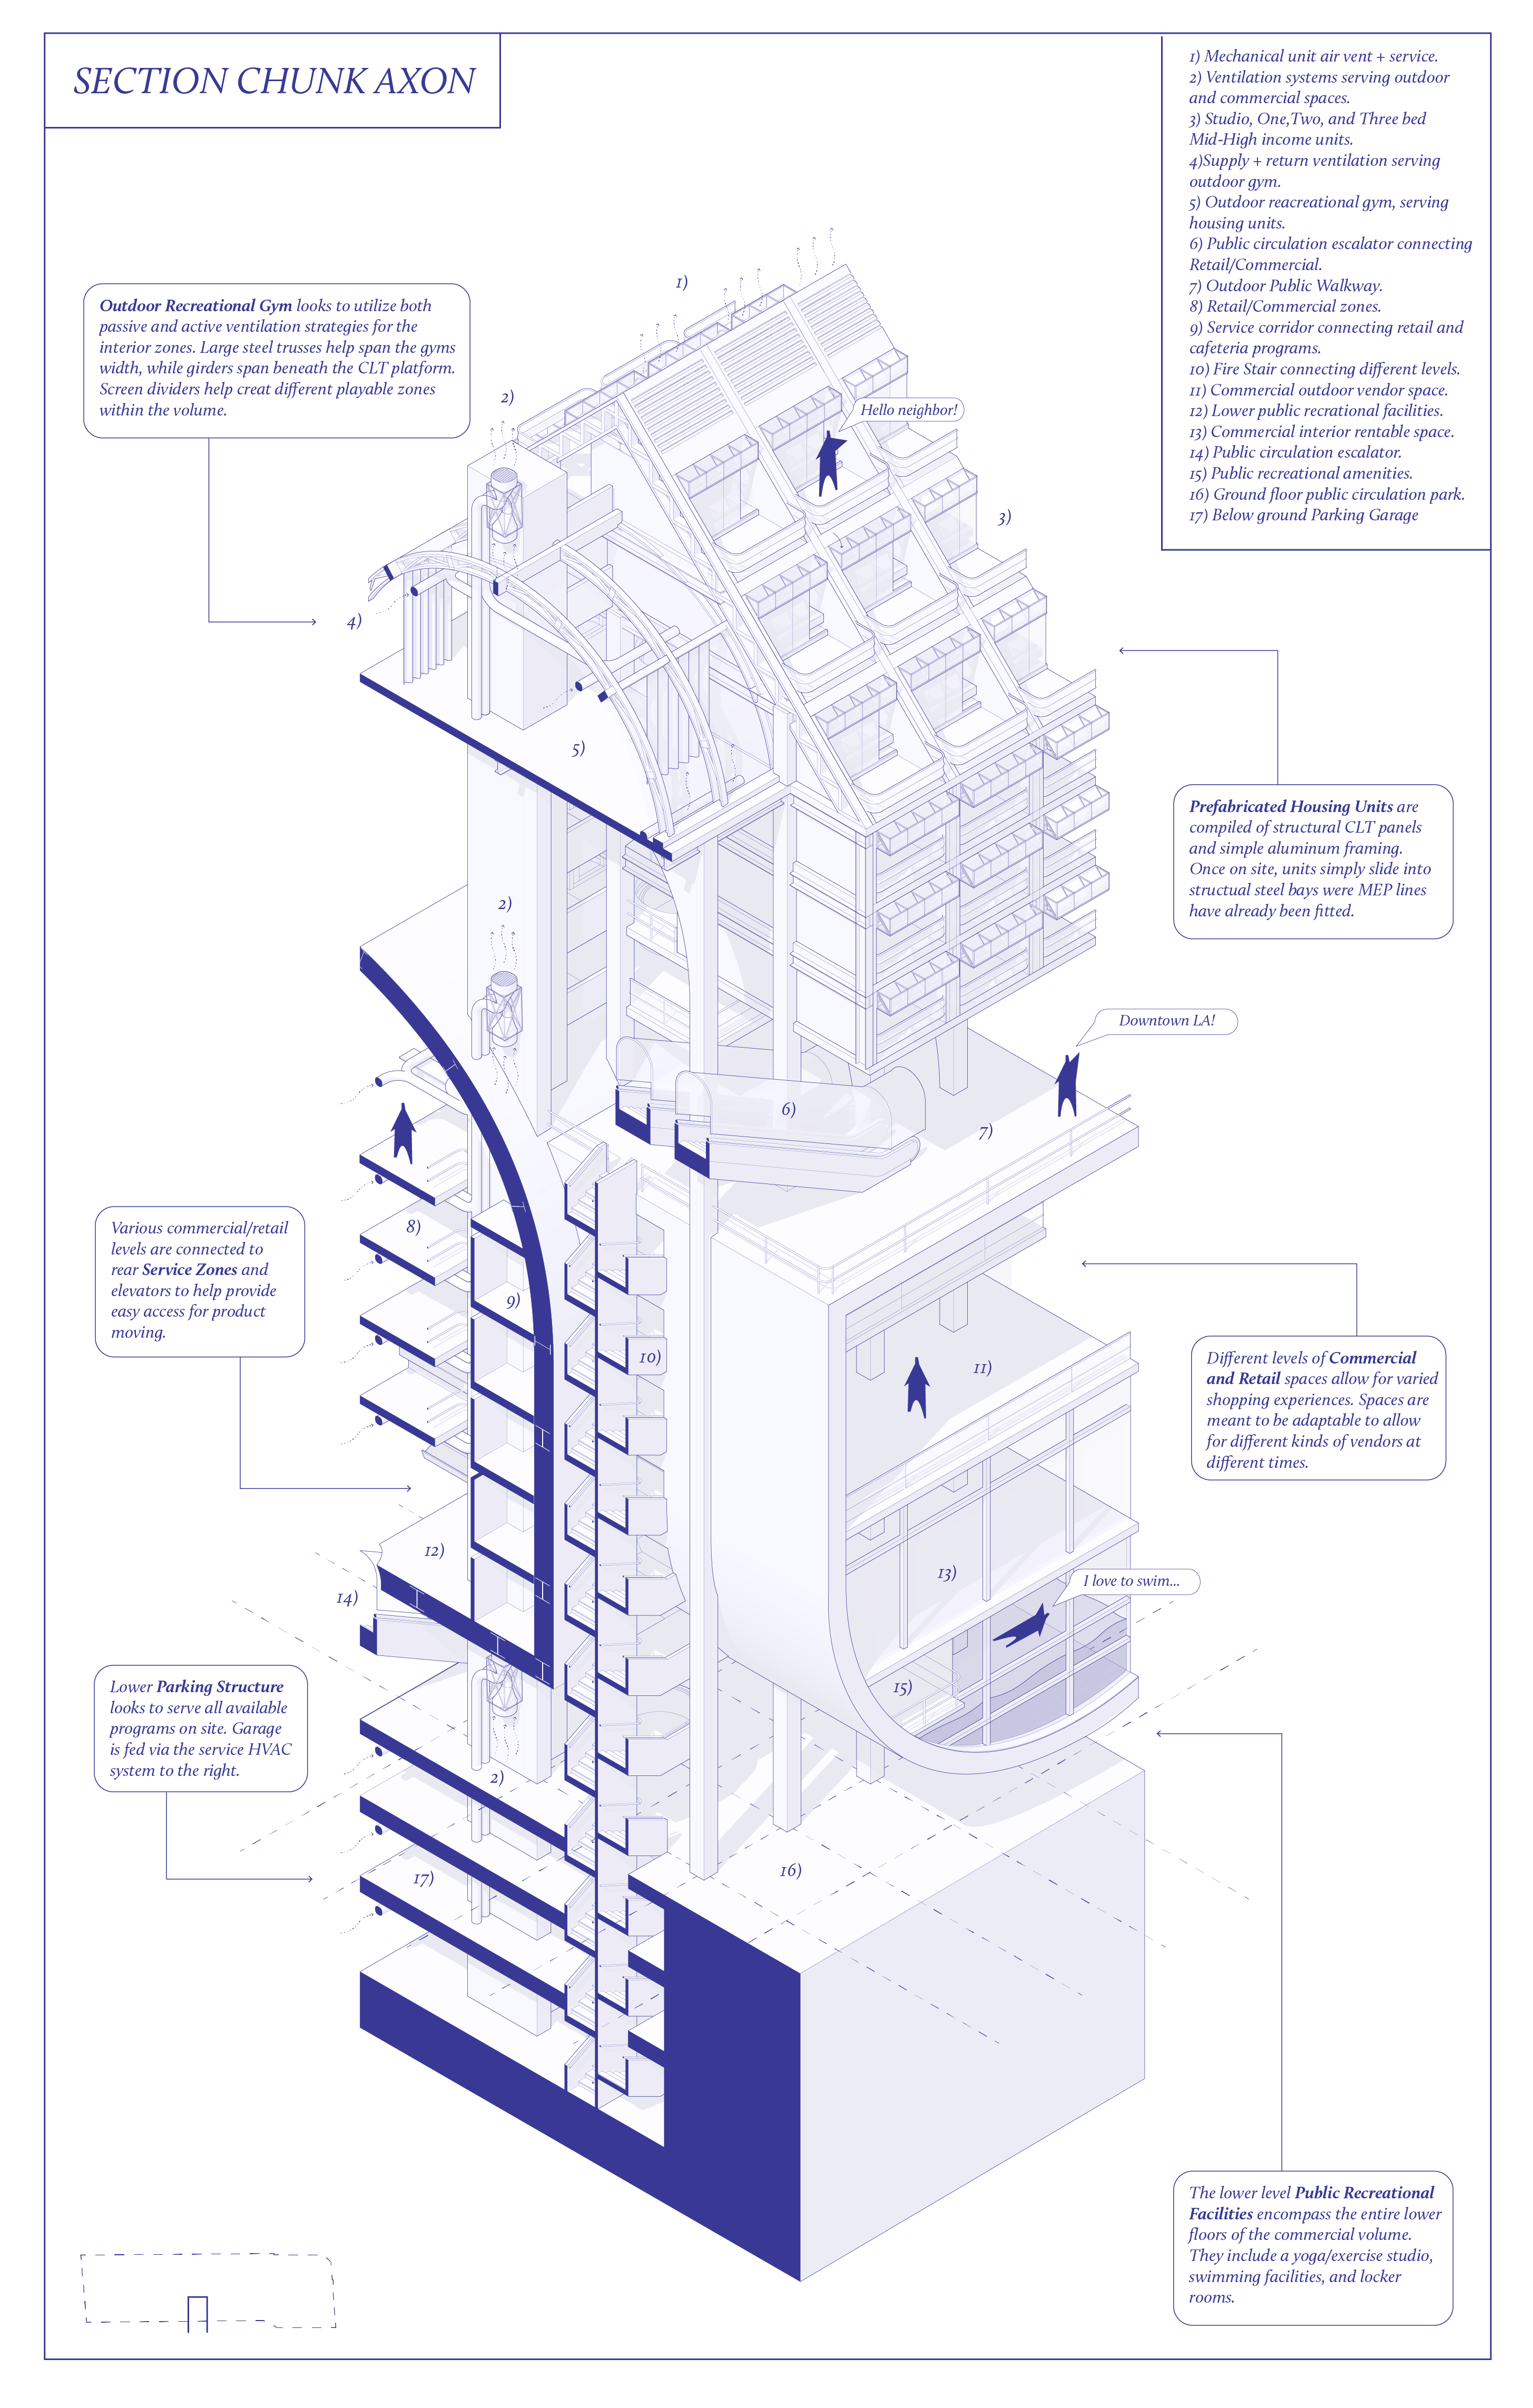 SECTION CHUNK AXON
1) Mechanical unit air vent + service.
2) Ventilation systems serving outdoor
and commercial spaces.
3) Studio, One,Two, and Three bed
Mid-High income units.
4)Supply + return ventilation serving
outdoor gym.
5) Outdoor reacreational gym, serving
housing units.
6) Public circulation escalator connecting
Retail/Commercial.
7) Outdoor Public Walkway.
8) Retail/Commercial zones.
9) Service corridor connecting retail and
cafeteria programs.
10) Fire Stair connecting different levels.
11) Commercial outdoor vendor space.
12) Lower public recrational facilities.
13) Commercial interior rentable space.
14) Public circulation escalator.
15) Public recreational amenities.
16) Ground floor public circulation park.
17) Below ground Parking Garage
Outdoor Recreational Gym looks to utilize both
passive and active ventilation strategies for the
interior zones. Large steel trusses help span the gyms
width, while girders span beneath the CLT platform.
Screen dividers help creat different playable zones
within the volume.
1)
2)
Hello neighbor!
3)
4)
5)
Prefabricated Housing Units are
compiled of structural CLT panels
and simple aluminum framing.
Once on site, units simply slide into
structual steel bays were MEP lines
have already been fitted.
2)
Downtown LA!
6)
7)
Various commercial/retail
levels are connected to
rear Service Zones and
elevators to help provide
easy access for product
moving.
8)
9)
10)
11)
Different levels of Commercial
and Retail spaces allow for varied
shopping experiences. Spaces are
meant to be adaptable to allow
for different kinds of vendors at
different times.
12)
13)
I love to swim...
14)
15)
Lower Parking Structure
looks to serve all available
programs on site. Garage
is fed via the service HVAC
system to the right.
2)
16)
17)
The lower level Public Recreational
Facilities encompass the entire lower
floors of the commercial volume.
They include a yoga/exercise studio,
swimming facilities, and locker
rooms.